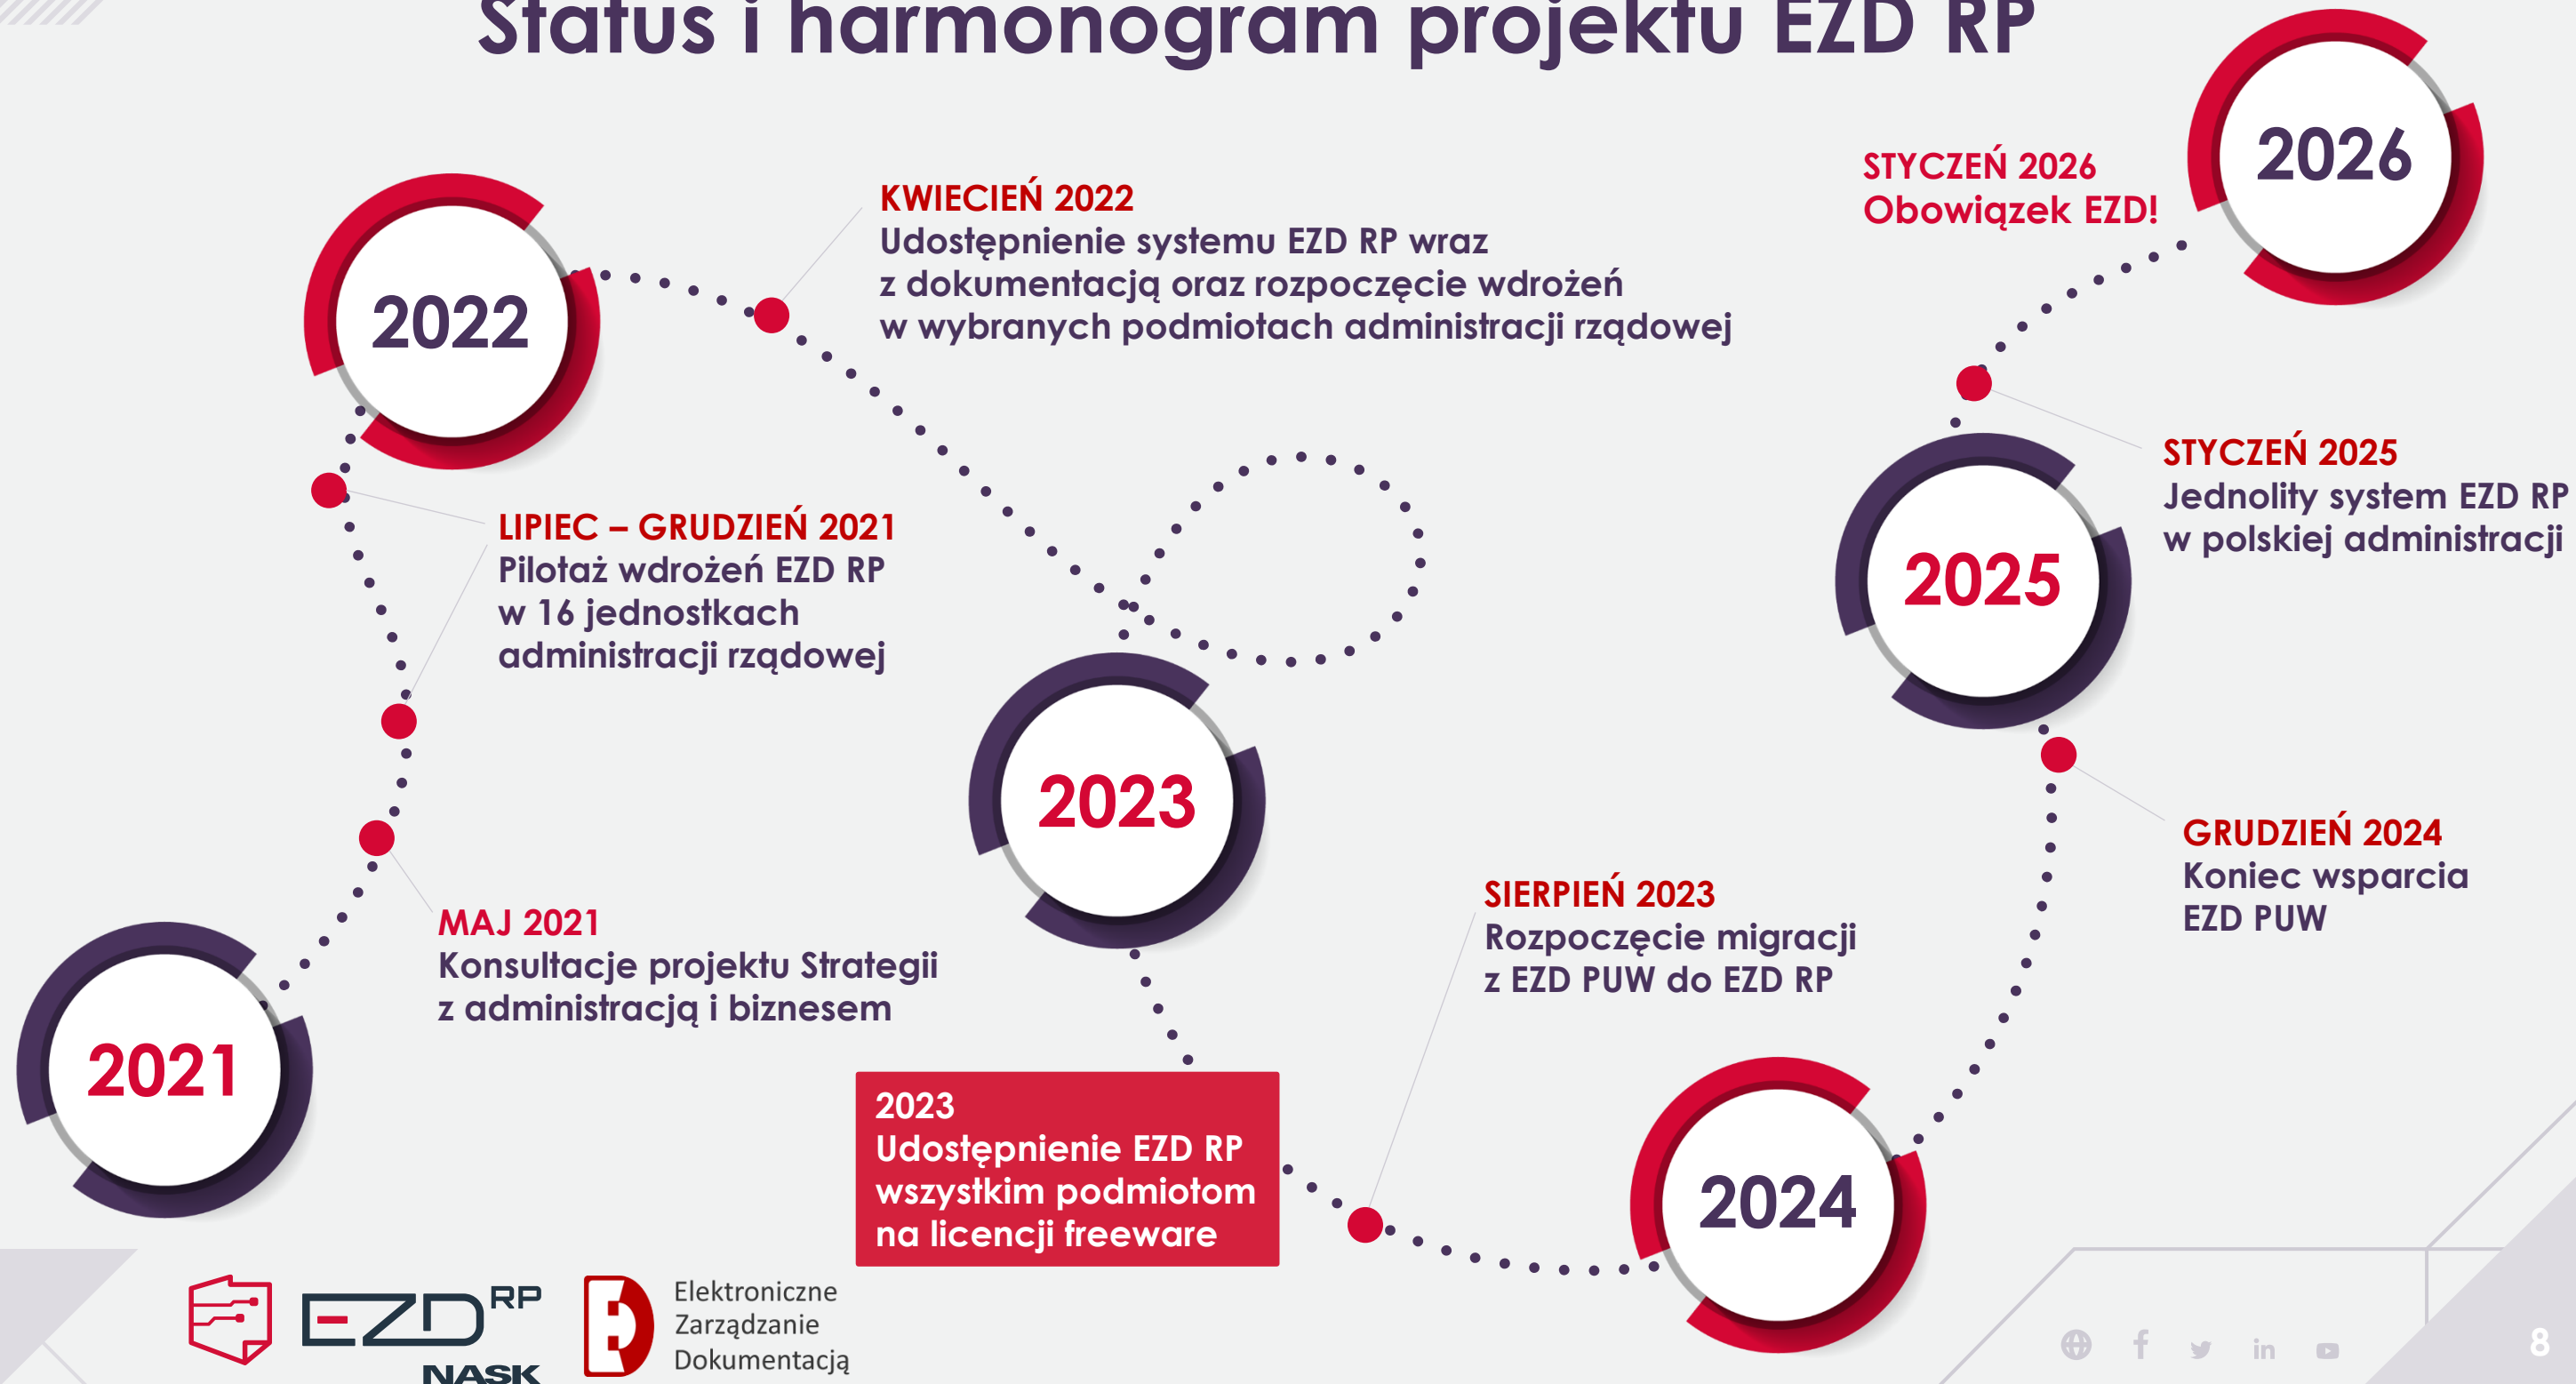 Status i harmonogram projektu EZD RP
2021
MAJ 2021
Konsultacje projektu Strategii
z administracją i biznesem
LIPIEC – GRUDZIEŃ 2021
Pilotaż wdrożeń EZD RP
w 16 jednostkach
administracji rządowej
2022
KWIECIEŃ 2022
Udostępnienie systemu EZD RP wraz
z dokumentacją oraz rozpoczęcie wdrożeń
w wybranych podmiotach administracji rządowej
2023
2023
Udostępnienie EZD RP
wszystkim podmiotom
na licencji freeware
SIERPIEŃ 2023
Rozpoczęcie migracji
z EZD PUW do EZD RP
2024
GRUDZIEŃ 2024
Koniec wsparcia
EZD PUW
2025
STYCZEŃ 2025
Jednolity system EZD RP
w polskiej administracji
STYCZEŃ 2026
Obowiązek EZD!
2026
EZD RP
NASK
Elektroniczne
Zarządzanie
Dokumentacją
8